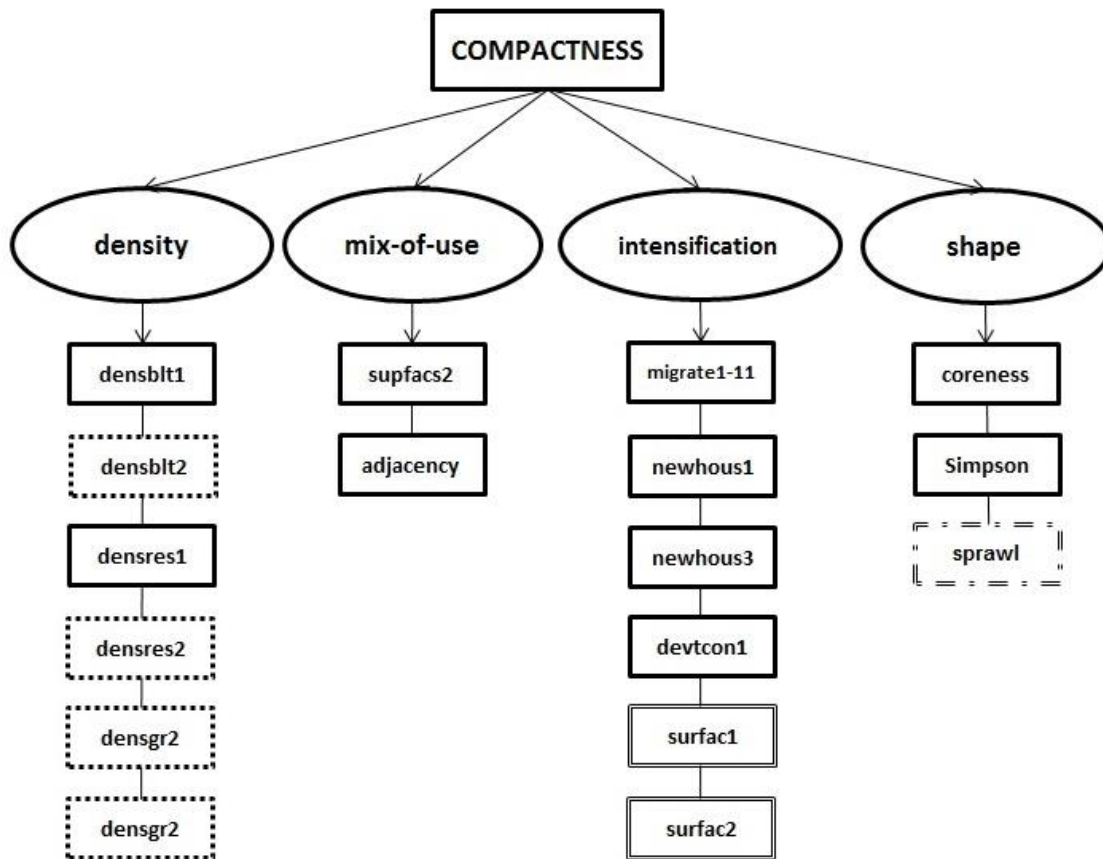 COMPACTNESS
density
mix-of-use
intensification
shape
densblt1
supfacs2
migrate1-11
coreness
densblt2
adjacency
newhous1
Simpson
densres1
newhous3
sprawl
densres2
devtcon1
densgr2
surfac1
densgr2
surfac2